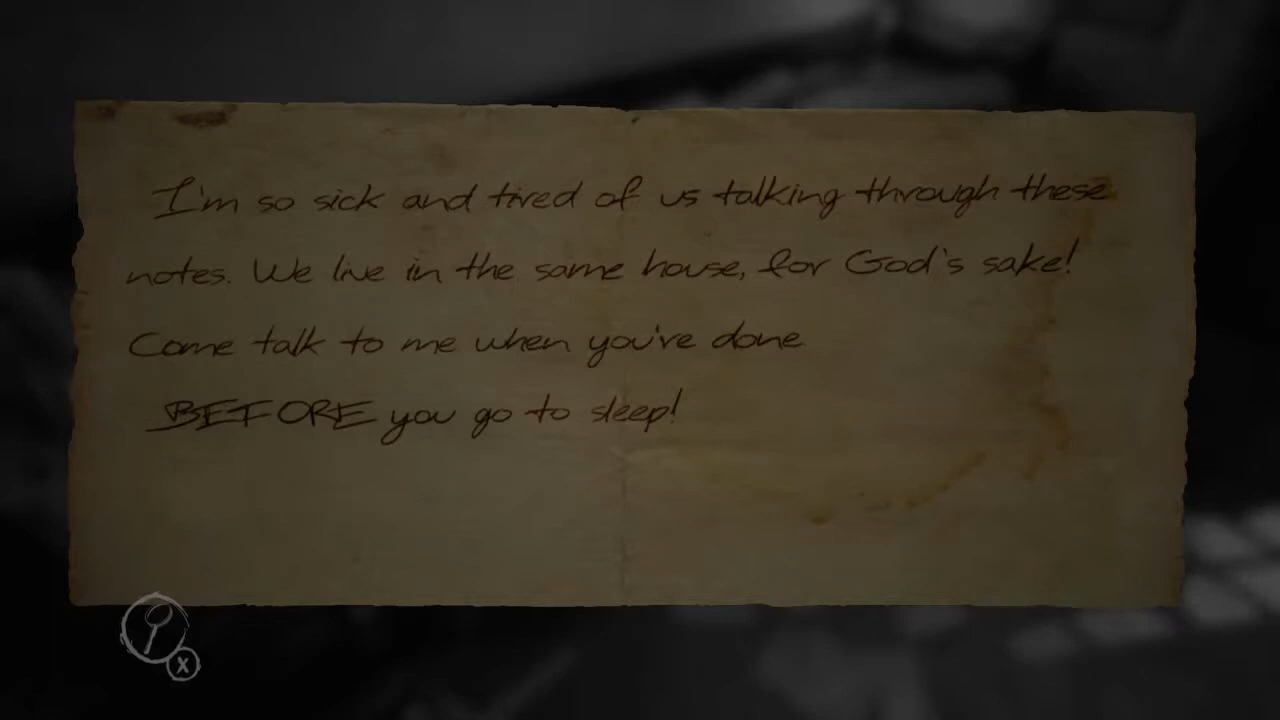 I'm so sick and tired of us talking through these
notes. We live in the same house, for God's sake!
Come talk to me when you've done.
BEFORE you go to sleep!
X